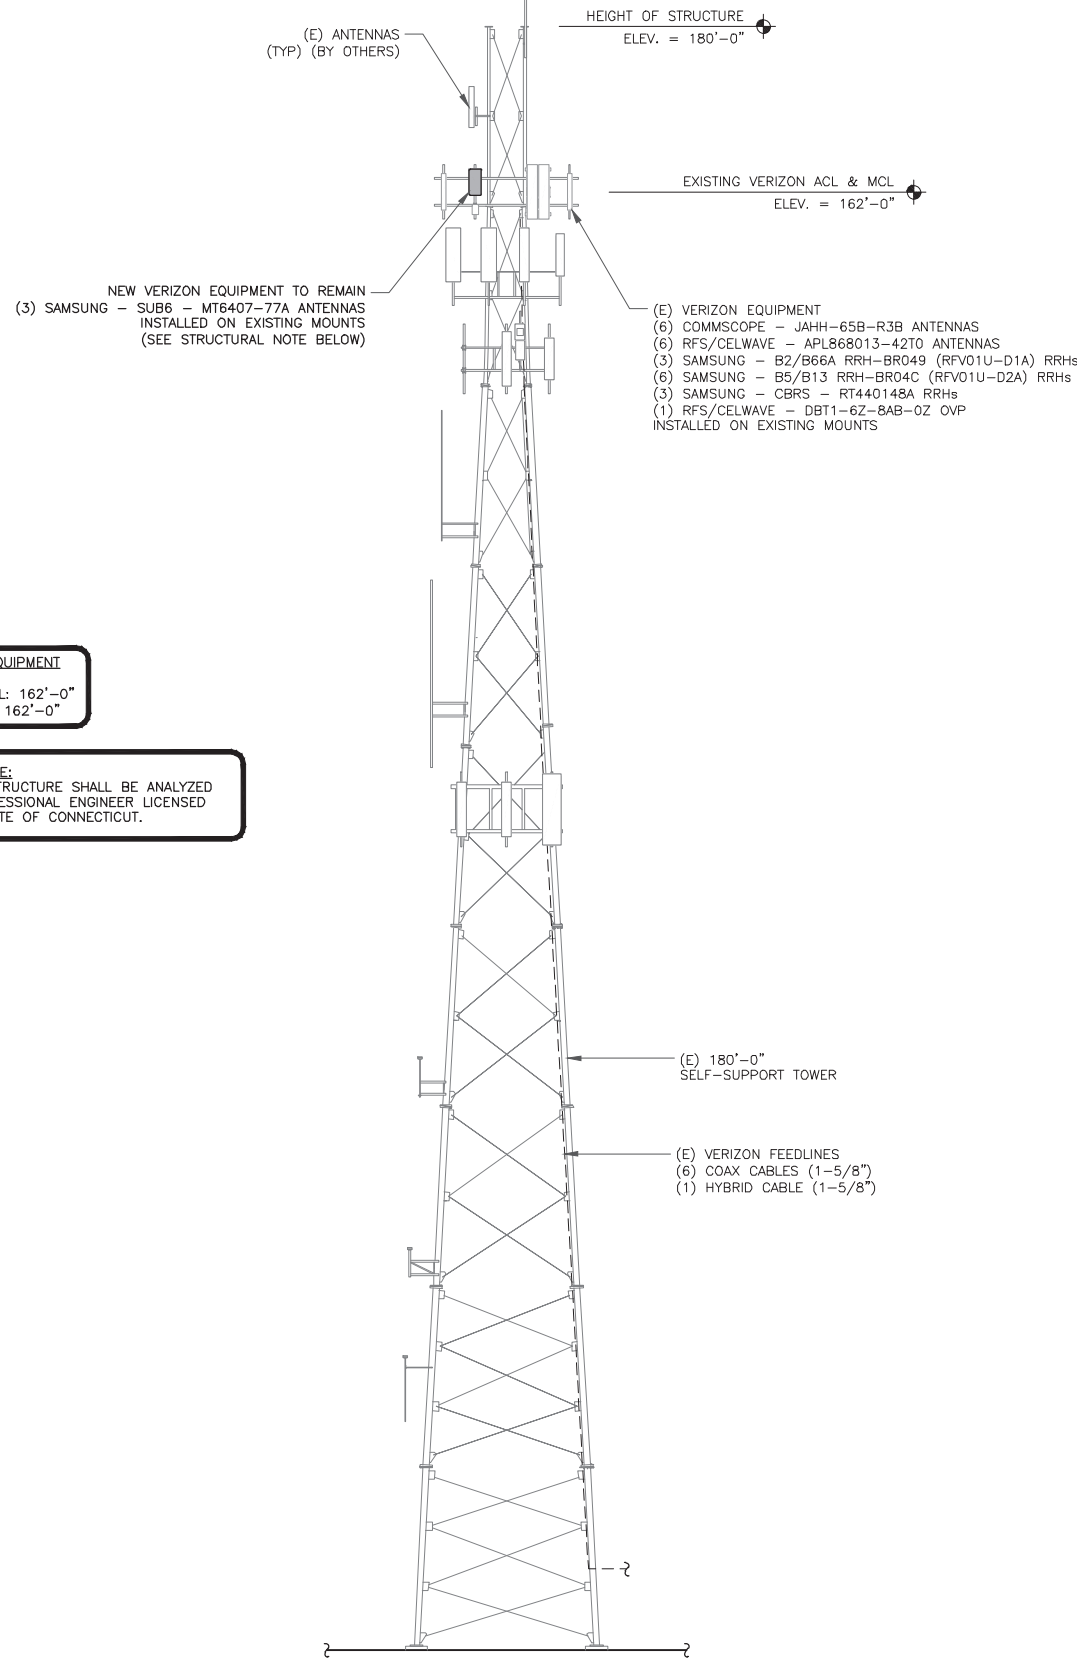 HEIGHT OF STRUCTURE
ELEV. = 180'-0"
(E) ANTENNAS
(TYP) (BY OTHERS)
EXISTING VERIZON ACL & MCL
ELEV. = 162'-0"
NEW VERIZON EQUIPMENT TO REMAIN
(3) SAMSUNG - SUB6 - MT6407-77A ANTENNAS
INSTALLED ON EXISTING MOUNTS
(SEE STRUCTURAL NOTE BELOW)
(E) VERIZON EQUIPMENT
(6) COMMSCOPE - JAHH-65B-R3B ANTENNAS
(6) RFS/CELWAVE - APL868013-42T0 ANTENNAS
(3) SAMSUNG - B2/B66A RRH-BR049 (RFV01U-D1A) RRHs
(6) SAMSUNG - B5/B13 RRH-BR04C (RFV01U-D2A) RRHs
(3) SAMSUNG - CBRS - RT440148A RRHs
(1) RFS/CELWAVE - DBT1-6Z-8AB-0Z OVP
INSTALLED ON EXISTING MOUNTS
QUIPMENT
L: 162'-0"
162'-0"
E:
TRUCTURE SHALL BE ANALYZED
ESSIONAL ENGINEER LICENSED
TE OF CONNECTICUT.
(E) 180'-0"
SELF-SUPPORT TOWER
(E) VERIZON FEEDLINES
(6) COAX CABLES (1-5/8")
(1) HYBRID CABLE (1-5/8")